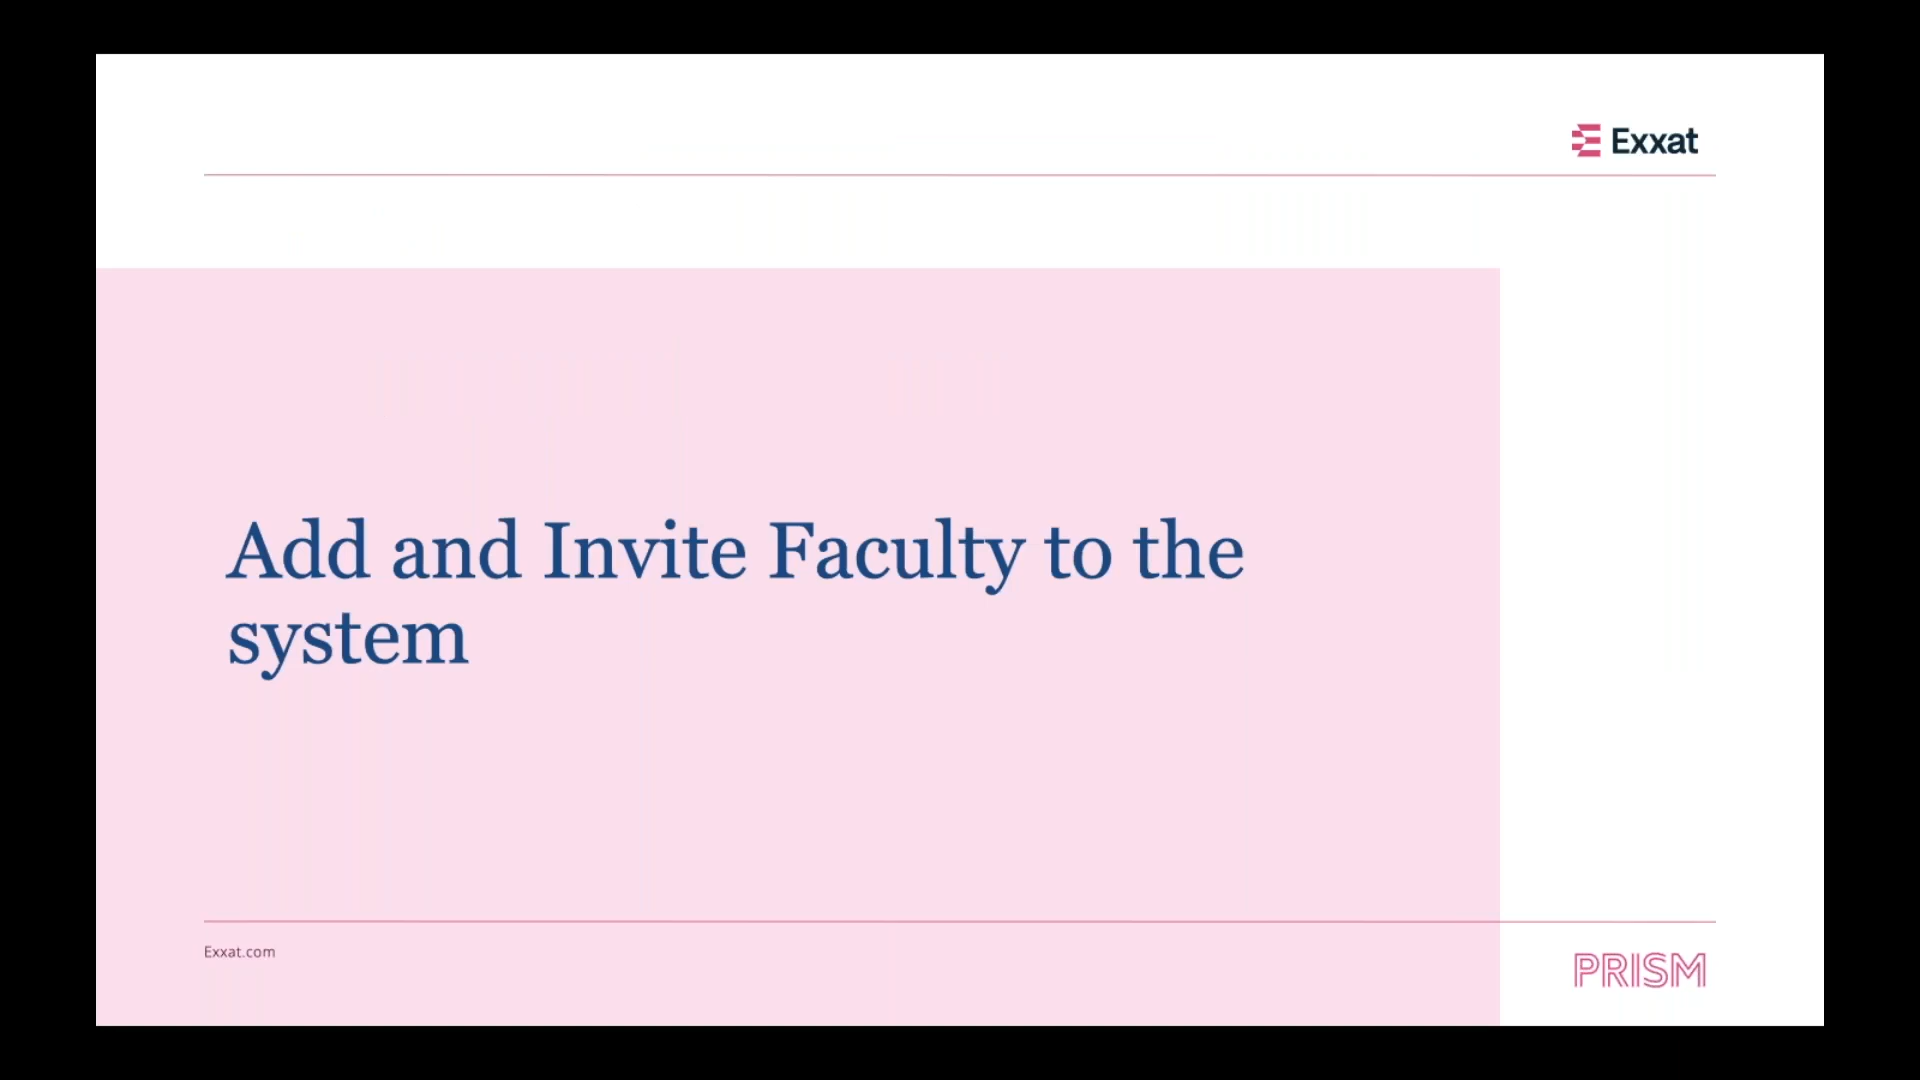 Exxat
Add and Invite Faculty to the
system
Exxat.com
PRISM